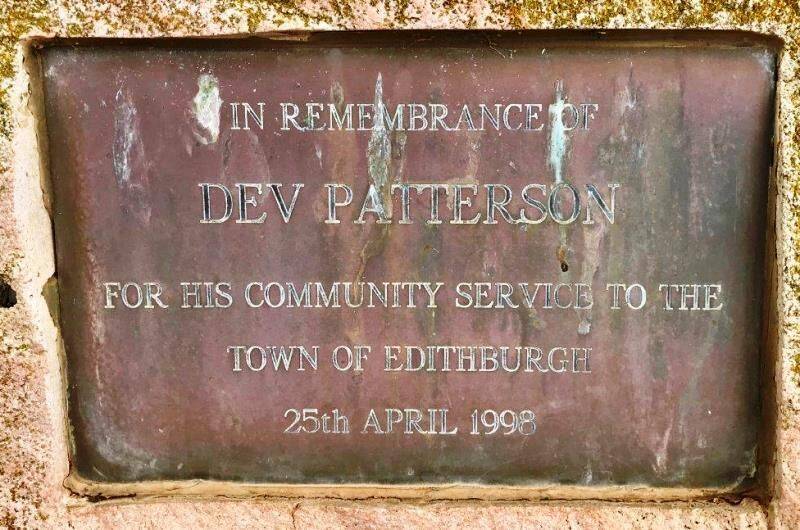 IN REMEMBRANCE OF
DEV PATTERSON
FOR HIS COMMUNITY SERVICE TO THE
TOWN OF EDITHBURGH
25th APRIL 1998